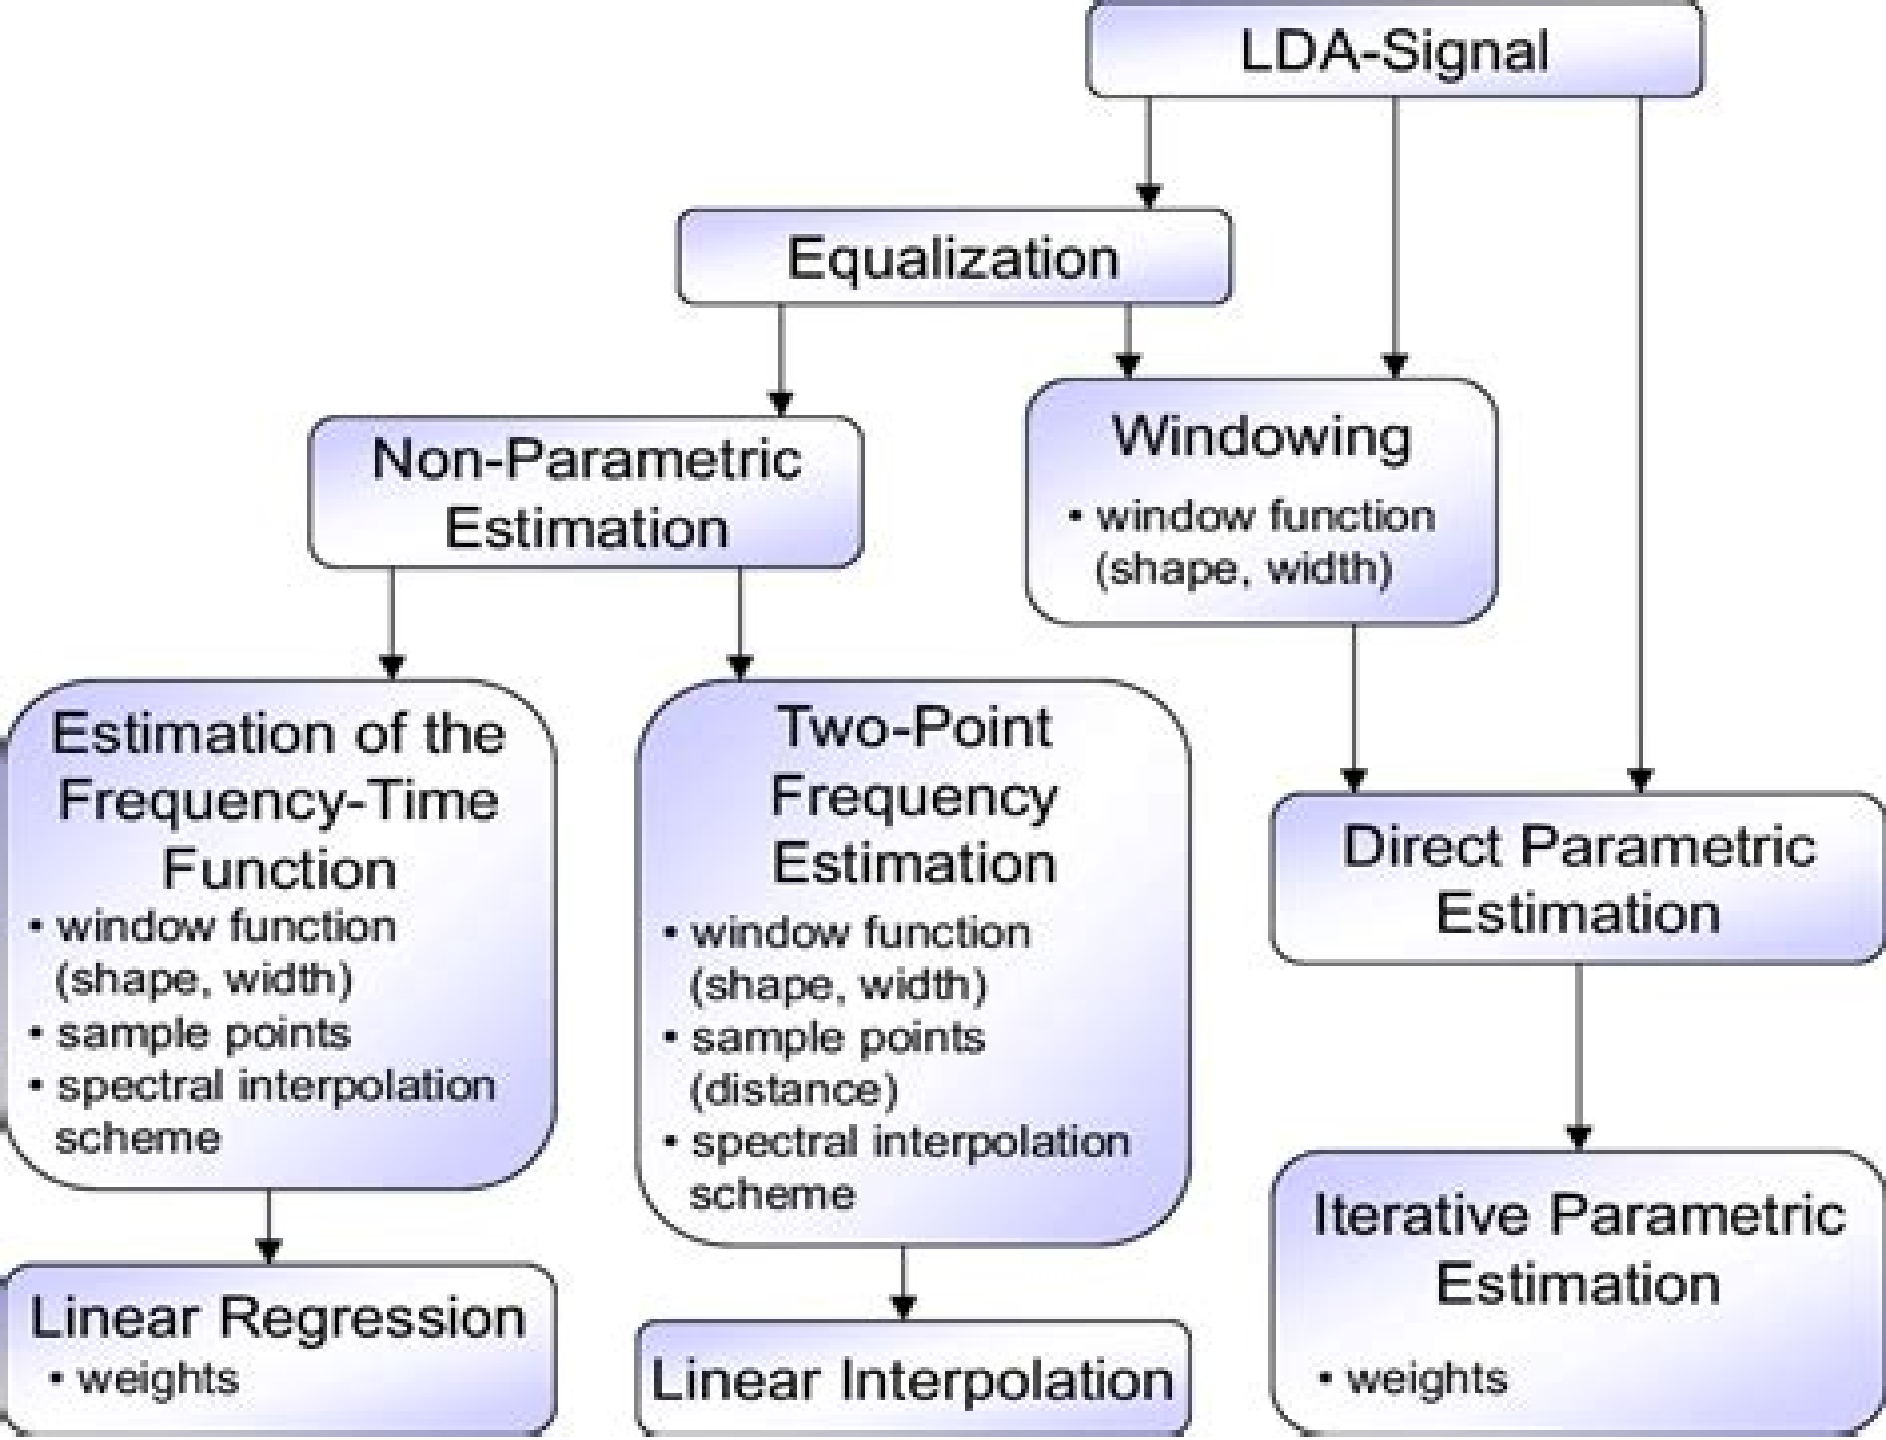 LDA-Signal
Equalization
Non-Parametric
Estimation
Windowing
• window function
(shape, width)
Estimation of the
Frequency-Time
Function
• window function
(shape, width)
• sample points
• spectral interpolation
scheme
Two-Point
Frequency
Estimation
• window function
(shape, width)
• sample points
(distance)
• spectral interpolation
scheme
Direct Parametric
Estimation
Linear Regression
• weights
Linear Interpolation
Iterative Parametric
Estimation
• weights